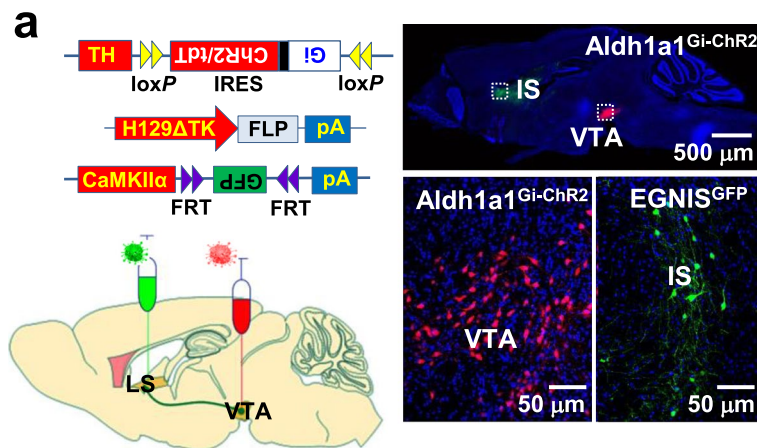 a
TH ChR2/tdT Gi
loxP IRES loxP
H129ΔTK FLP pA
CaMKIIα GFP pA
FRT FRT
LS
VTA
Aldh1a1Gi-ChR2
IS
VTA
500 μm
Aldh1a1Gi-ChR2
VTA
50 μm
EGNISGFP
IS
50 μm